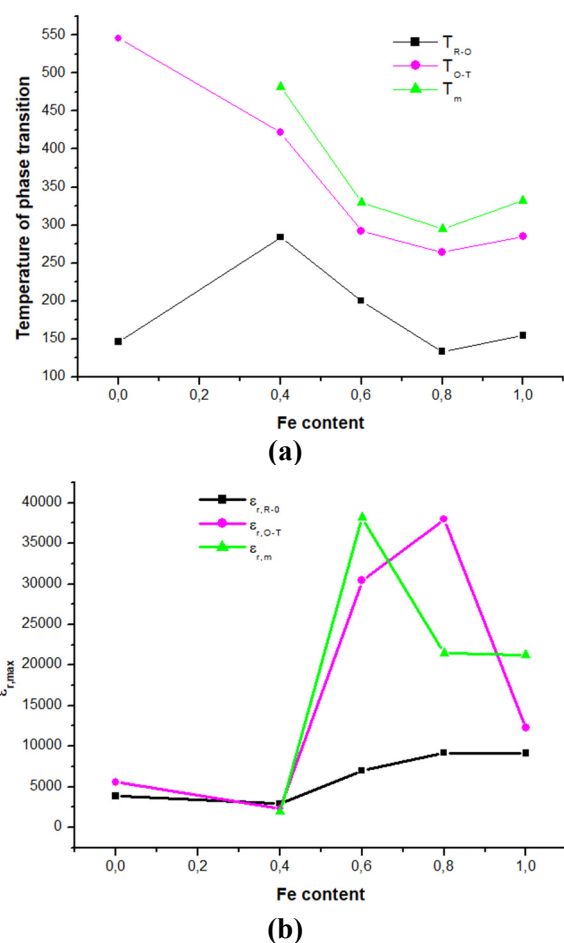 550
500
450
400
350
300
250
200
150
100
Temperature of phase transition
T_R-O
T_O-T
T_m
0,0 0,2 0,4 0,6 0,8 1,0
Fe content
(a)
40000
35000
30000
25000
20000
15000
10000
5000
0
ε_r,max
ε_r,R-0
ε_r,O-T
ε_r,m
0,0 0,2 0,4 0,6 0,8 1,0
Fe content
(b)